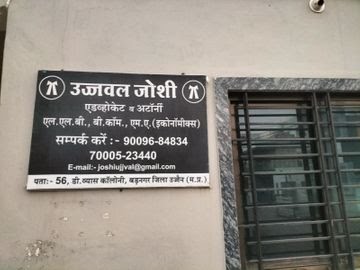 उज्जवल जोशी
एडव्होकेट व अटॉर्नी
एल.एल.बी., बी.कॉम., एम.ए.(इकोनॉमीक्स)
सम्पर्क करें :- 90096-84834
70005-23440
E-mail:- joshiujjval@gmail.com
पता:- 56, डी.व्यास कॉलोनी, बड़नगर जिला उज्जैन (म.प्र.)